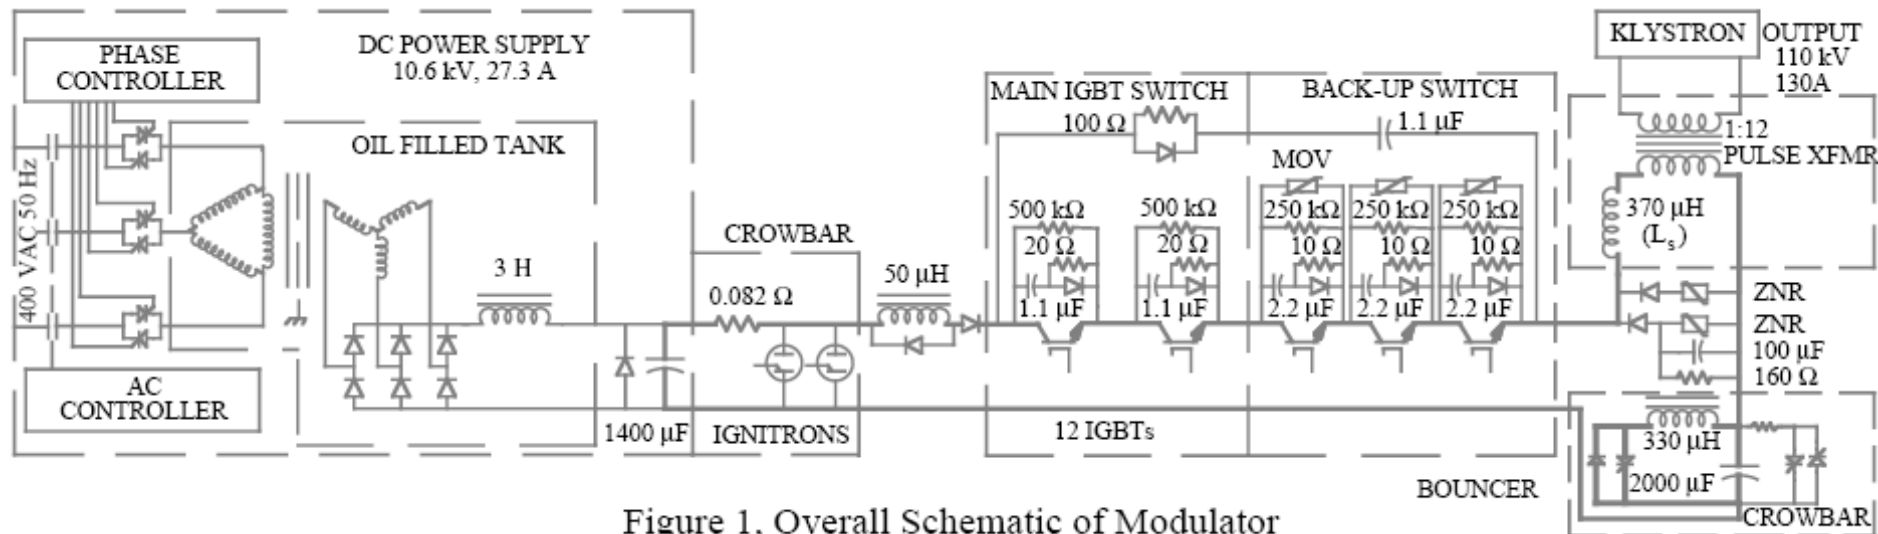 PHASE
CONTROLLER
DC POWER SUPPLY
10.6 kV, 27.3 A
OIL FILLED TANK
400 VAC 50 Hz
3 H
AC
CONTROLLER
1400 µF
CROWBAR
0.082 Ω
IGNITRONS
50 µH
MAIN IGBT SWITCH
100 Ω
500 kΩ
20 Ω
1.1 µF
500 kΩ
20 Ω
1.1 µF
12 IGBTs
BACK-UP SWITCH
1.1 µF
MOV
250 kΩ
10 Ω
2.2 µF
250 kΩ
10 Ω
2.2 µF
250 kΩ
10 Ω
2.2 µF
KLYSTRON
OUTPUT
110 kV
130A
1:12
PULSE XFMR
370 µH
(Ls)
ZNR
ZNR
100 µF
160 Ω
330 µH
2000 µF
BOUNCER
CROWBAR
Figure 1. Overall Schematic of Modulator